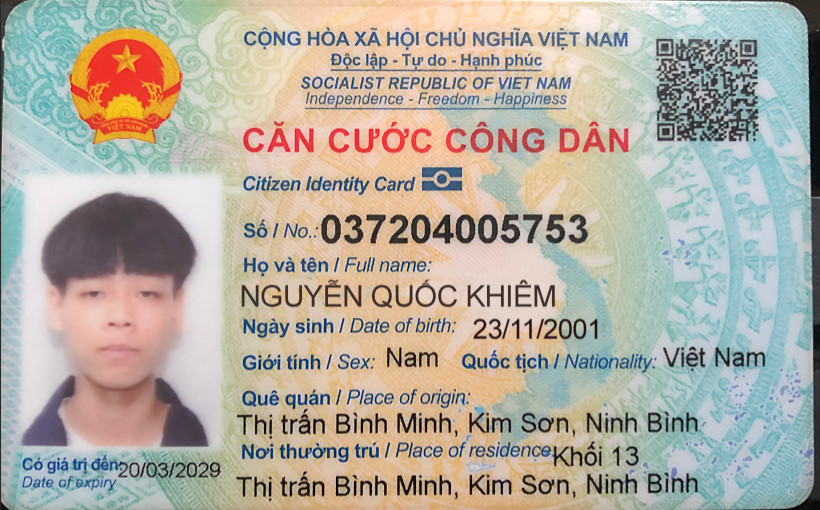 CỘNG HÒA XÃ HỘI CHỦ NGHĨA VIỆT NAM
Độc lập - Tự do - Hạnh phúc
SOCIALIST REPUBLIC OF VIET NAM
Independence - Freedom - Happiness
VIỆT NAM
CĂN CƯỚC CÔNG DÂN
Citizen Identity Card
Số / No.: 037204005753
Họ và tên / Full name:
NGUYỄN QUỐC KHIÊM
Ngày sinh / Date of birth: 23/11/2001
Giới tính / Sex: Nam Quốc tịch / Nationality: Việt Nam
Quê quán / Place of origin:
Thị trấn Bình Minh, Kim Sơn, Ninh Bình
Nơi thường trú / Place of residence: Khối 13
Thị trấn Bình Minh, Kim Sơn, Ninh Bình
Có giá trị đến: 20/03/2029
Date of expiry